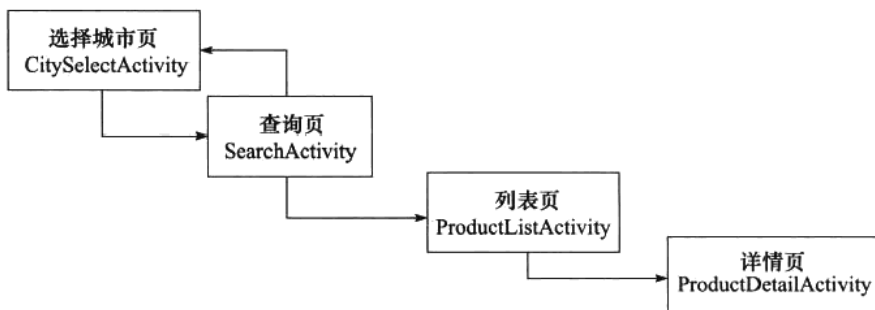 选择城市页
CitySelectActivity
查询页
SearchActivity
列表页
ProductListActivity
详情页
ProductDetailActivity